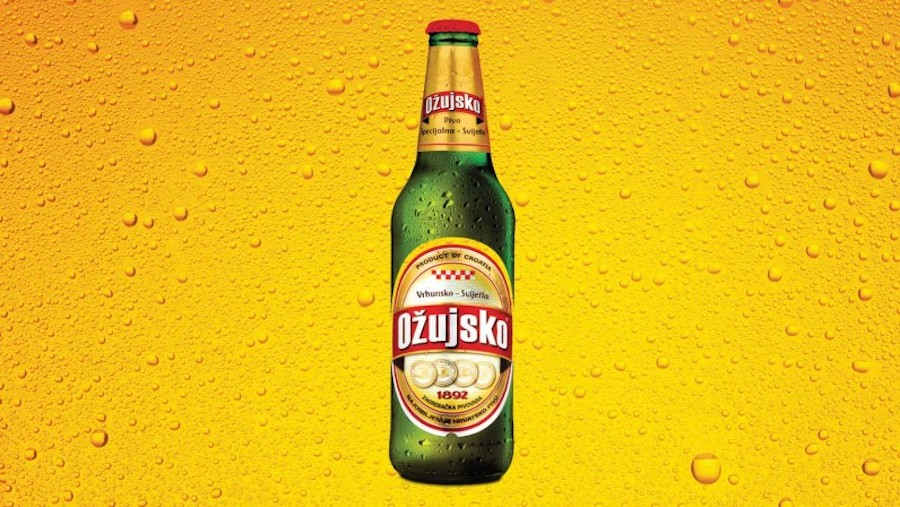 Ožujsko
Pivo
Specijalno - Svijetlo
PRODUCT OF CROATIA
Vrhunsko - Svijetlo
Ožujsko
1892
ZAGREBAČKA PIVOVARA
NAJOMILJENIJE HRVATSKO PIVO